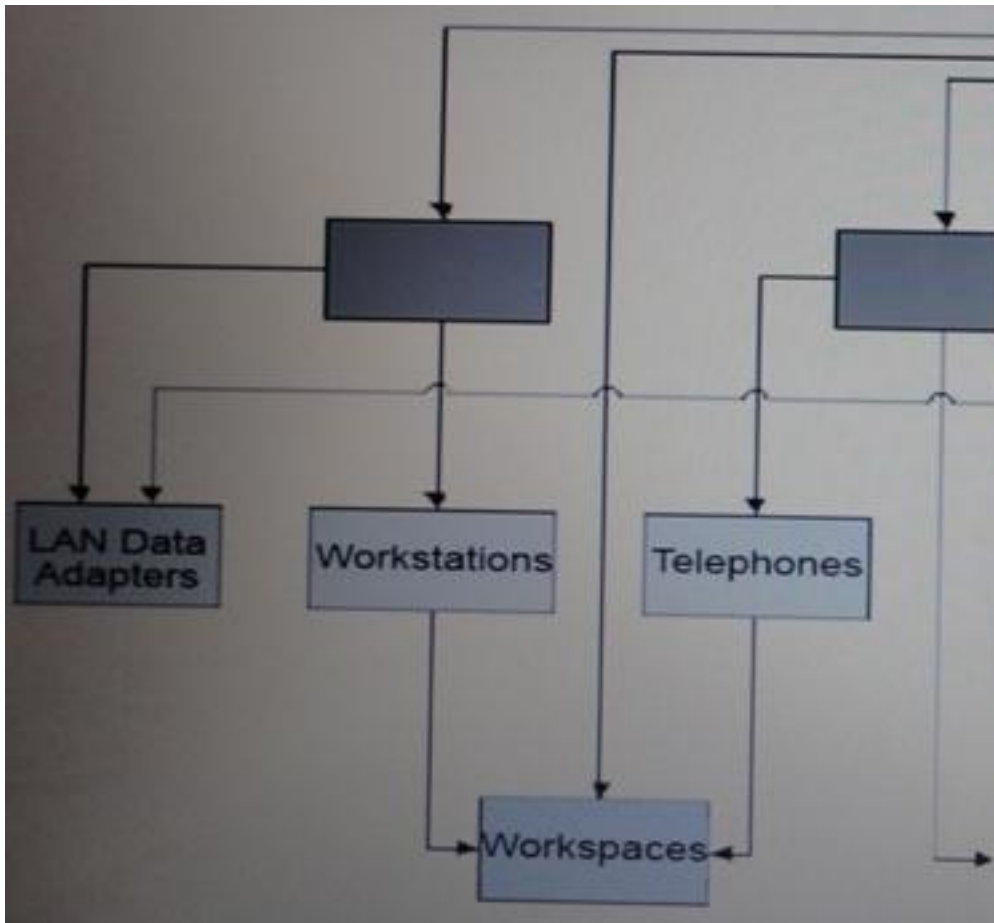 LAN Data
Adapters
Workstations
Telephones
Workspaces